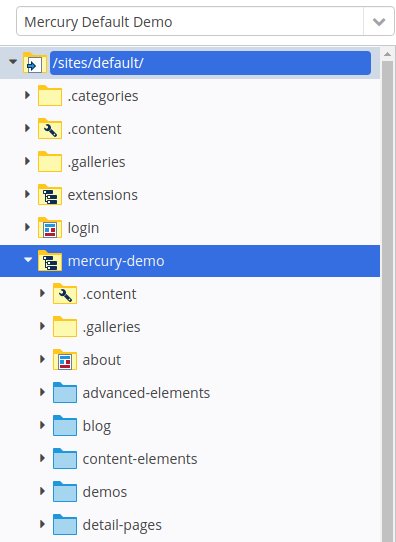 Mercury Default Demo
/sites/default/
.categories
.content
.galleries
extensions
login
mercury-demo
.content
.galleries
about
advanced-elements
blog
content-elements
demos
detail-pages